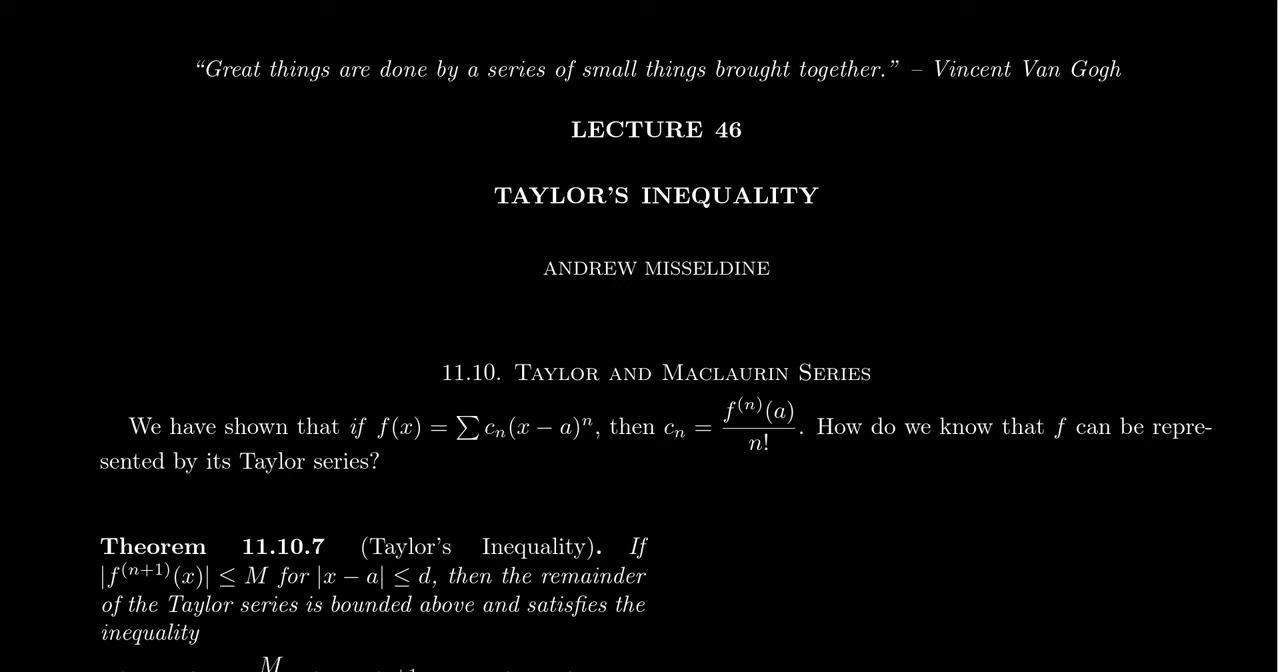 “Great things are done by a series of small things brought together.” – Vincent Van Gogh
LECTURE 46
TAYLOR’S INEQUALITY
ANDREW MISSELDINE
11.10. Taylor and Maclaurin Series
We have shown that if f(x) = ∑ cₙ(x − a)ⁿ, then cₙ = f⁽ⁿ⁾(a)/n!. How do we know that f can be repre-
sented by its Taylor series?
Theorem 11.10.7 (Taylor’s Inequality). If
|f⁽ⁿ⁺¹⁾(x)| ≤ M for |x − a| ≤ d, then the remainder
of the Taylor series is bounded above and satisfies the
inequality